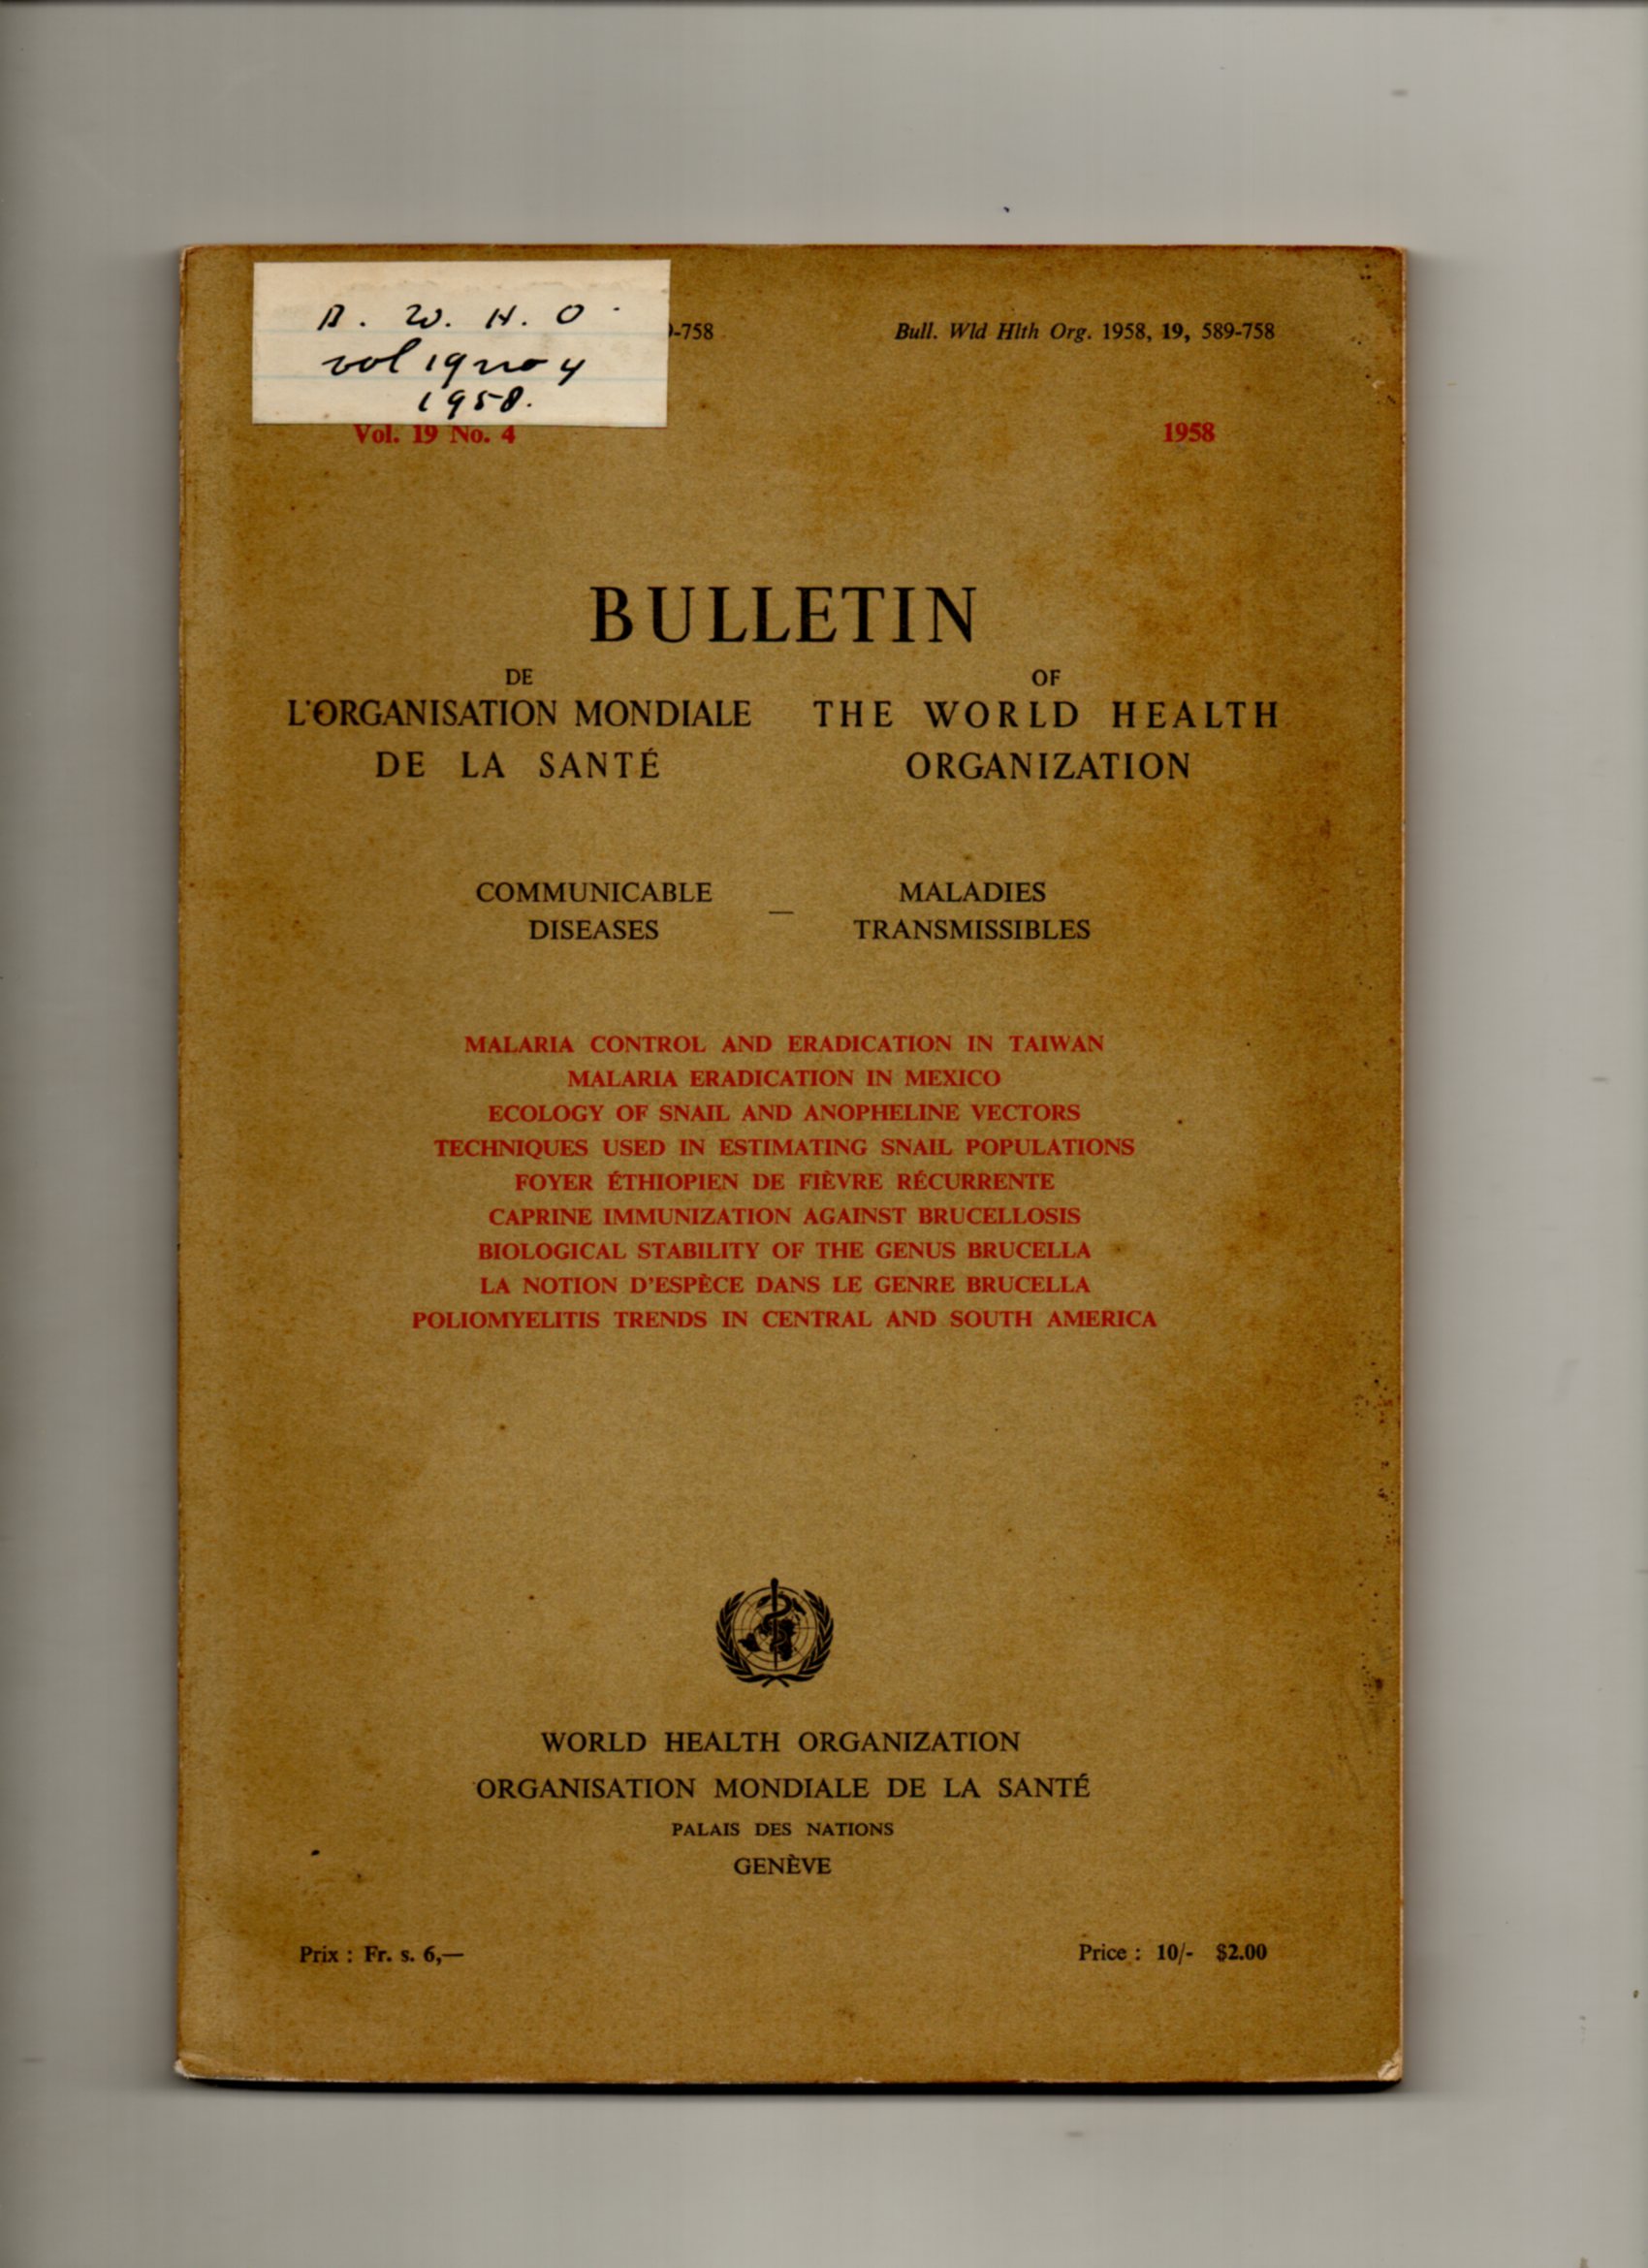 B. W. H. O.
vol 19 no 4
1958.
-758
Bull. Wld Hlth Org. 1958, 19, 589-758
Vol. 19 No. 4
1958
BULLETIN
DE
L'ORGANISATION MONDIALE
DE LA SANTÉ
OF
THE WORLD HEALTH
ORGANIZATION
COMMUNICABLE
DISEASES
—
MALADIES
TRANSMISSIBLES
MALARIA CONTROL AND ERADICATION IN TAIWAN
MALARIA ERADICATION IN MEXICO
ECOLOGY OF SNAIL AND ANOPHELINE VECTORS
TECHNIQUES USED IN ESTIMATING SNAIL POPULATIONS
FOYER ÉTHIOPIEN DE FIÈVRE RÉCURRENTE
CAPRINE IMMUNIZATION AGAINST BRUCELLOSIS
BIOLOGICAL STABILITY OF THE GENUS BRUCELLA
LA NOTION D'ESPÈCE DANS LE GENRE BRUCELLA
POLIOMYELITIS TRENDS IN CENTRAL AND SOUTH AMERICA
WORLD HEALTH ORGANIZATION
ORGANISATION MONDIALE DE LA SANTÉ
PALAIS DES NATIONS
GENÈVE
Prix : Fr. s. 6,—
Price : 10/- $2.00